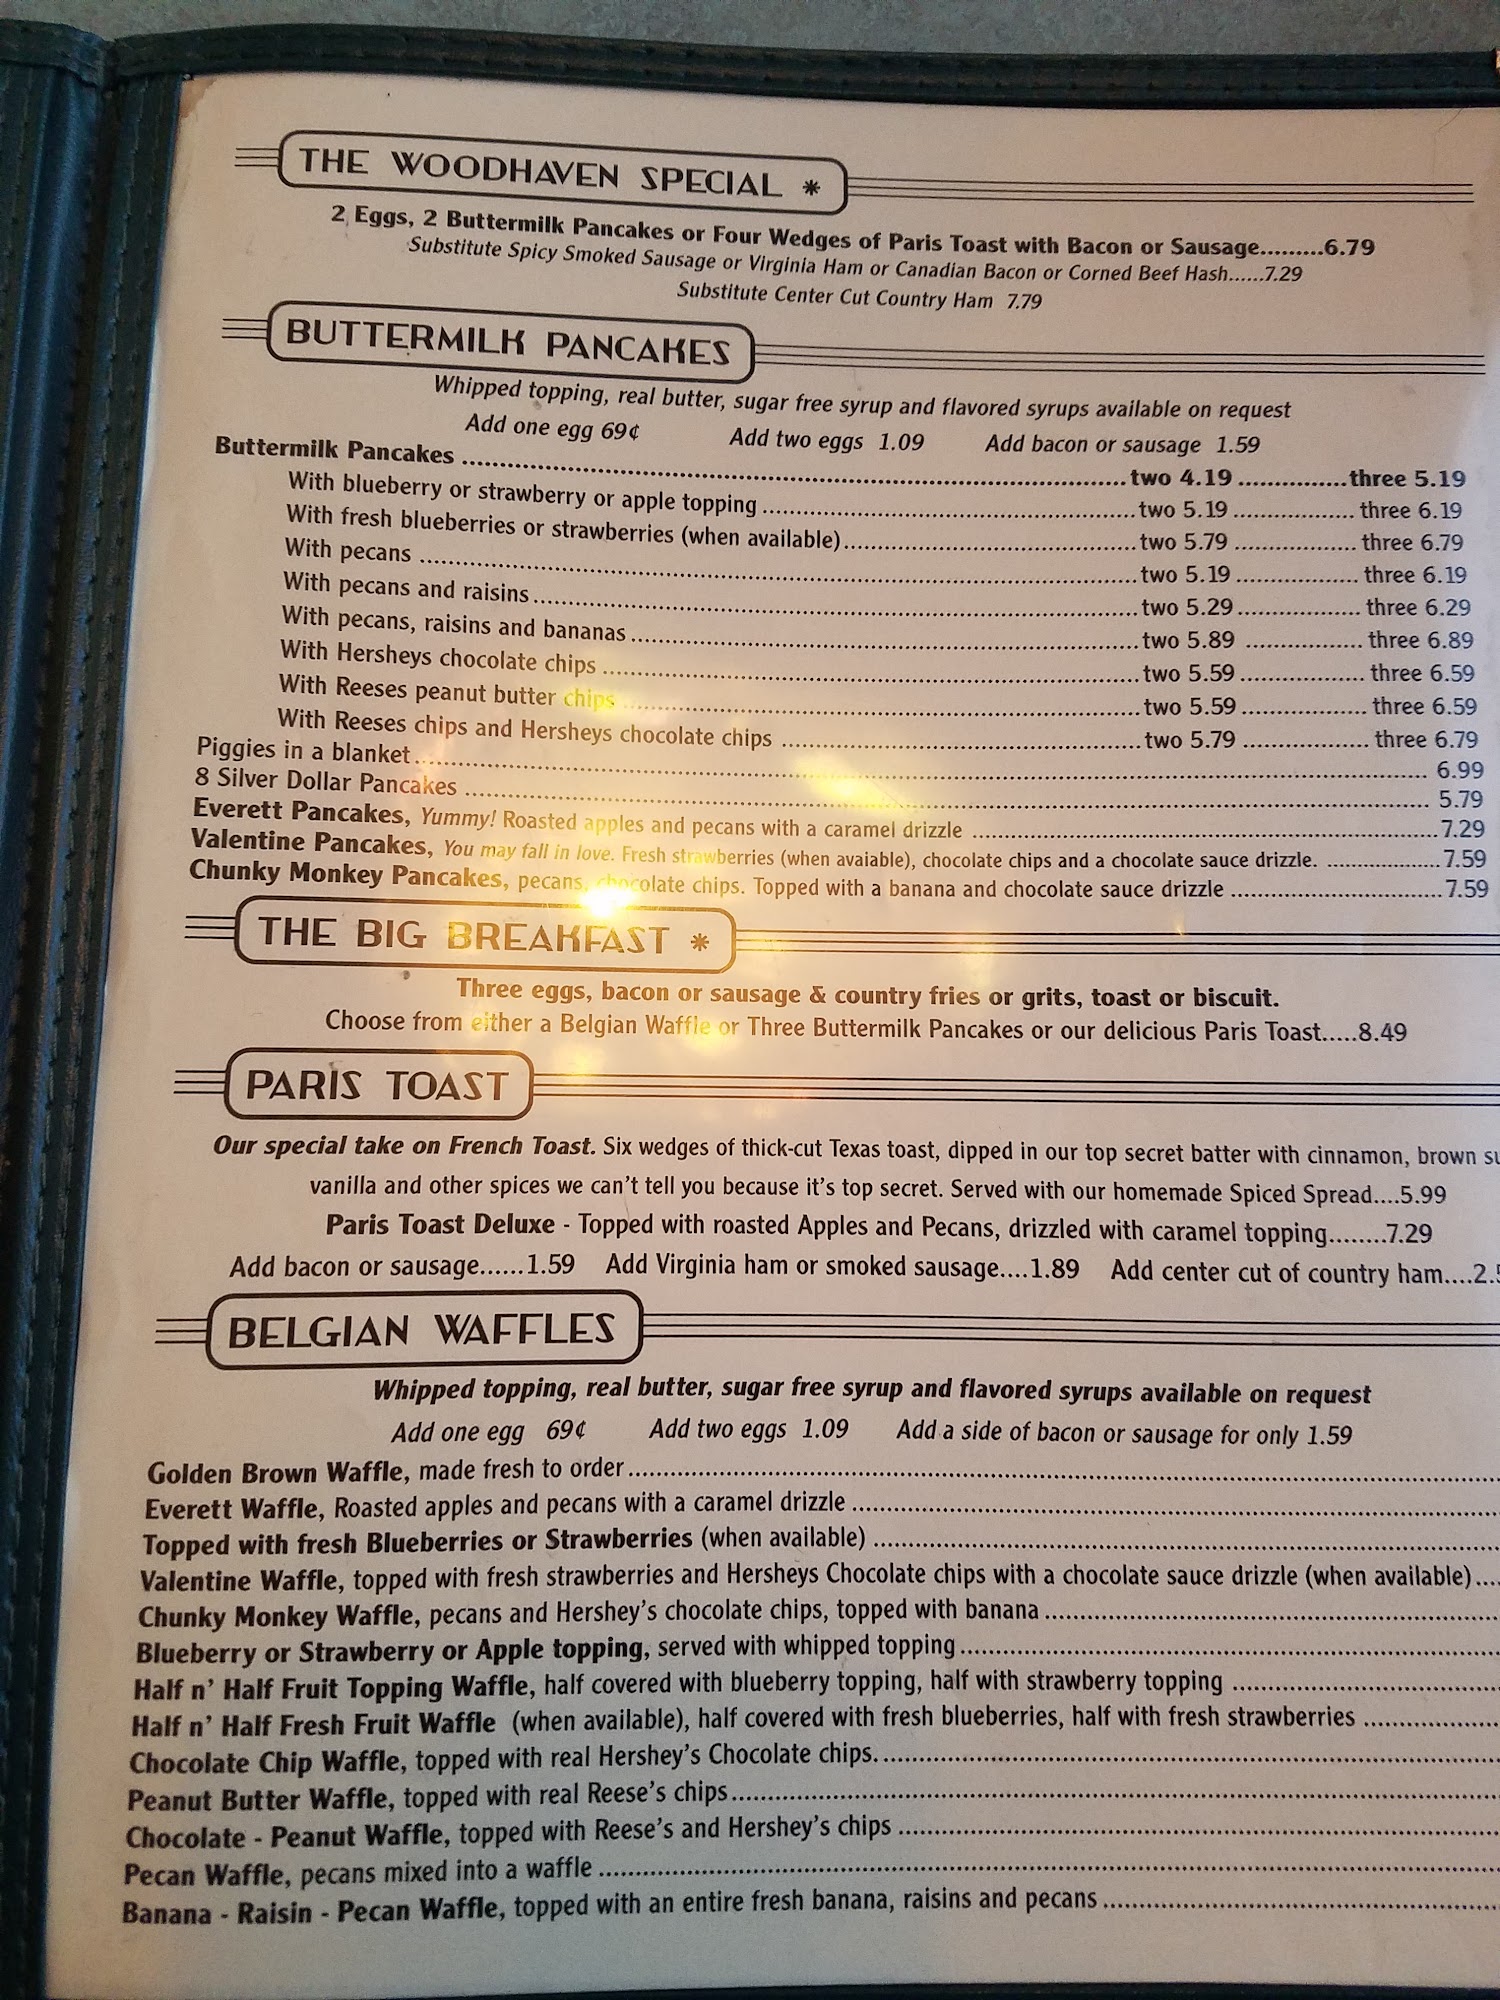 THE WOODHAVEN SPECIAL *
2 Eggs, 2 Buttermilk Pancakes or Four Wedges of Paris Toast with Bacon or Sausage.........6.79
Substitute Spicy Smoked Sausage or Virginia Ham or Canadian Bacon or Corned Beef Hash......7.29
Substitute Center Cut Country Ham 7.79
BUTTERMILK PANCAKES
Whipped topping, real butter, sugar free syrup and flavored syrups available on request
Add one egg 69¢ Add two eggs 1.09 Add bacon or sausage 1.59
Buttermilk Pancakes ........ two 4.19 ........ three 5.19
With blueberry or strawberry or apple topping ........ two 5.19 ........ three 6.19
With fresh blueberries or strawberries (when available) ........ two 5.79 ........ three 6.79
With pecans ........ two 5.19 ........ three 6.19
With pecans and raisins ........ two 5.29 ........ three 6.29
With pecans, raisins and bananas ........ two 5.89 ........ three 6.89
With Hersheys chocolate chips ........ two 5.59 ........ three 6.59
With Reeses peanut butter chips ........ two 5.59 ........ three 6.59
With Reeses chips and Hersheys chocolate chips ........ two 5.79 ........ three 6.79
Piggies in a blanket ........ 6.99
8 Silver Dollar Pancakes ........ 5.79
Everett Pancakes, Yummy! Roasted apples and pecans with a caramel drizzle ........ 7.29
Valentine Pancakes, You may fall in love. Fresh strawberries (when avaiable), chocolate chips and a chocolate sauce drizzle. ........ 7.59
Chunky Monkey Pancakes, pecans, chocolate chips. Topped with a banana and chocolate sauce drizzle ........ 7.59
THE BIG BREAKFAST *
Three eggs, bacon or sausage & country fries or grits, toast or biscuit.
Choose from either a Belgian Waffle or Three Buttermilk Pancakes or our delicious Paris Toast.....8.49
PARIS TOAST
Our special take on French Toast. Six wedges of thick-cut Texas toast, dipped in our top secret batter with cinnamon, brown
vanilla and other spices we can't tell you because it's top secret. Served with our homemade Spiced Spread....5.99
Paris Toast Deluxe - Topped with roasted Apples and Pecans, drizzled with caramel topping........7.29
Add bacon or sausage......1.59 Add Virginia ham or smoked sausage....1.89 Add center cut of country ham....
BELGIAN WAFFLES
Whipped topping, real butter, sugar free syrup and flavored syrups available on request
Add one egg 69¢ Add two eggs 1.09 Add a side of bacon or sausage for only 1.59
Golden Brown Waffle, made fresh to order ........
Everett Waffle, Roasted apples and pecans with a caramel drizzle ........
Topped with fresh Blueberries or Strawberries (when available) ........
Valentine Waffle, topped with fresh strawberries and Hersheys Chocolate chips with a chocolate sauce drizzle (when available)....
Chunky Monkey Waffle, pecans and Hershey's chocolate chips, topped with banana ........
Blueberry or Strawberry or Apple topping, served with whipped topping ........
Half n' Half Fruit Topping Waffle, half covered with blueberry topping, half with strawberry topping ........
Half n' Half Fresh Fruit Waffle (when available), half covered with fresh blueberries, half with fresh strawberries ........
Chocolate Chip Waffle, topped with real Hershey's Chocolate chips. ........
Peanut Butter Waffle, topped with real Reese's chips ........
Chocolate - Peanut Waffle, topped with Reese's and Hershey's chips ........
Pecan Waffle, pecans mixed into a waffle ........
Banana - Raisin - Pecan Waffle, topped with an entire fresh banana, raisins and pecans ........